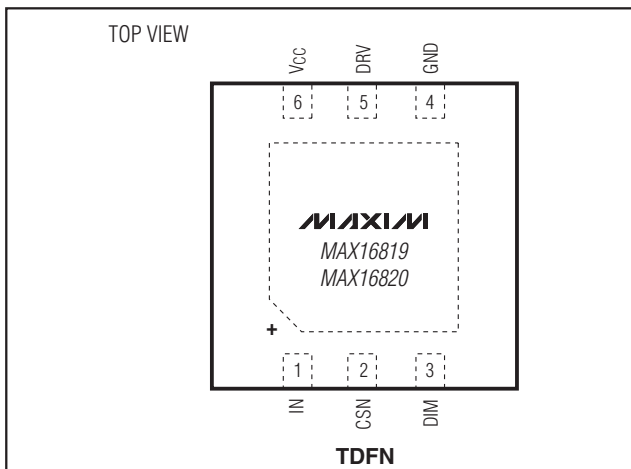 TOP VIEW
VCC DRV GND
6 5 4
MAXIM
MAX16819
MAX16820
+
1 2 3
IN CSN DIM
TDFN